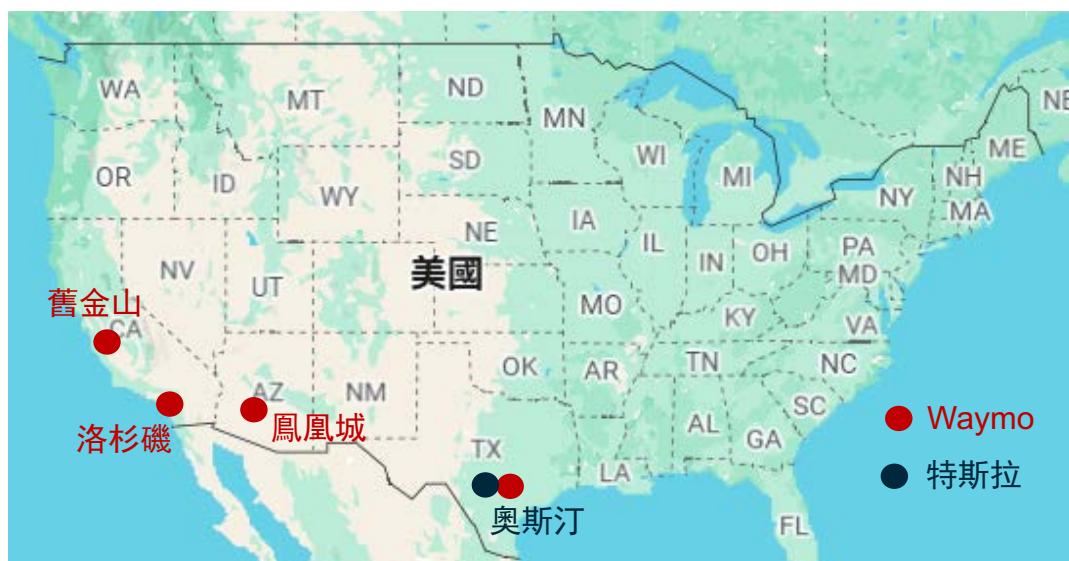 WA
MT
ND
MN
ME
NE
OR
ID
SD
WI
MI
NH
NY
MA
WY
IA
NE
美國
NV
UT
IL
IN
OH
PA
MD
MO
KY
VA
舊金山
CA
AZ
NM
OK
AR
TN
NC
SC
洛杉磯
鳳凰城
TX
LA
AL
GA
Waymo
特斯拉
奧斯汀
FL